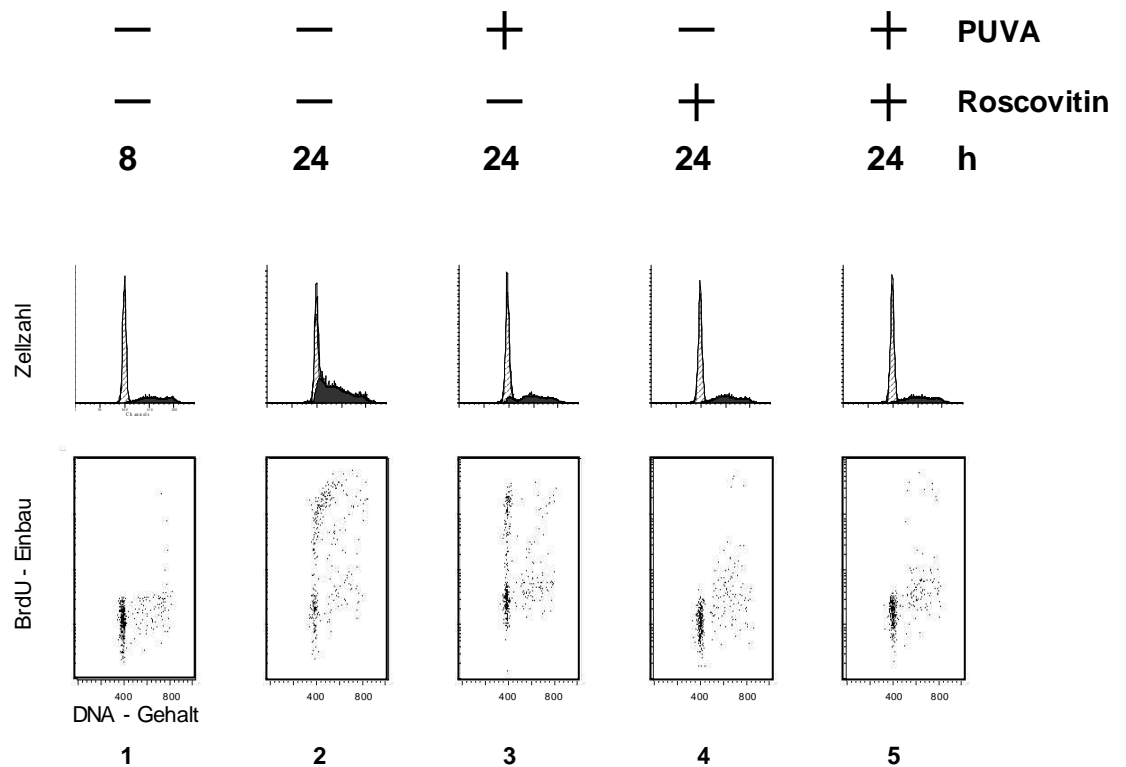 − − + − + PUVA
− − − + + Roscovitin
8 24 24 24 24 h
Zellzahl
Channels
BrdU - Einbau
400 800 400 800 400 800 400 800 400 800
DNA - Gehalt
1 2 3 4 5